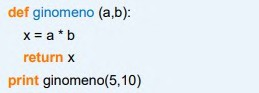 def ginomeno (a,b):
x = a * b
return x
print ginomeno(5,10)